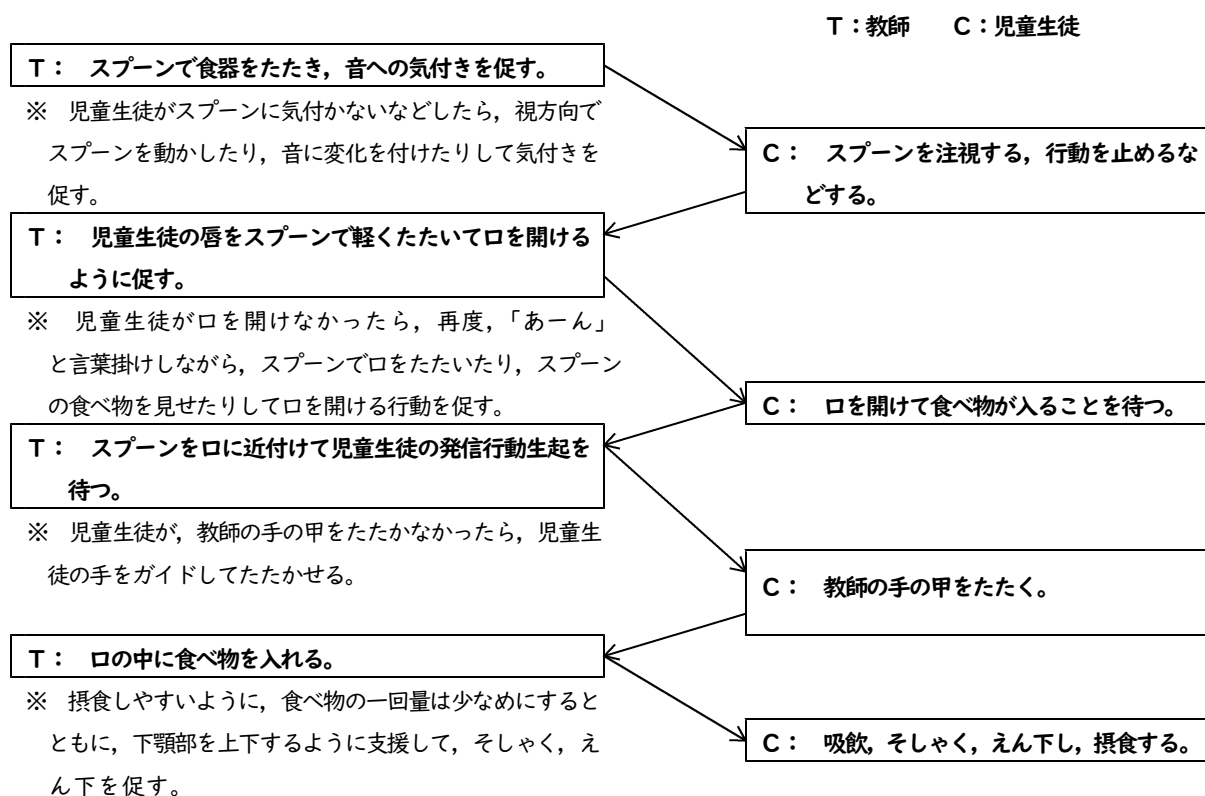 T：教師　C：児童生徒
T：　スプーンで食器をたたき，音への気付きを促す。
※　児童生徒がスプーンに気付かないなどしたら，視方向で
スプーンを動かしたり，音に変化を付けたりして気付きを
促す。
C：　スプーンを注視する，行動を止めるな
どする。
T：　児童生徒の唇をスプーンで軽くたたいて口を開ける
ように促す。
※　児童生徒が口を開けなかったら，再度，「あーん」
と言葉掛けしながら，スプーンで口をたたいたり，スプーン
の食べ物を見せたりして口を開ける行動を促す。
C：　口を開けて食べ物が入ることを待つ。
T：　スプーンを口に近付けて児童生徒の発信行動生起を
待つ。
※　児童生徒が，教師の手の甲をたたかなかったら，児童生
徒の手をガイドしてたたかせる。
C：　教師の手の甲をたたく。
T：　口の中に食べ物を入れる。
※　摂食しやすいように，食べ物の一回量は少なめにすると
ともに，下顎部を上下するように支援して，そしゃく，え
ん下を促す。
C：　吸飲，そしゃく，えん下し，摂食する。